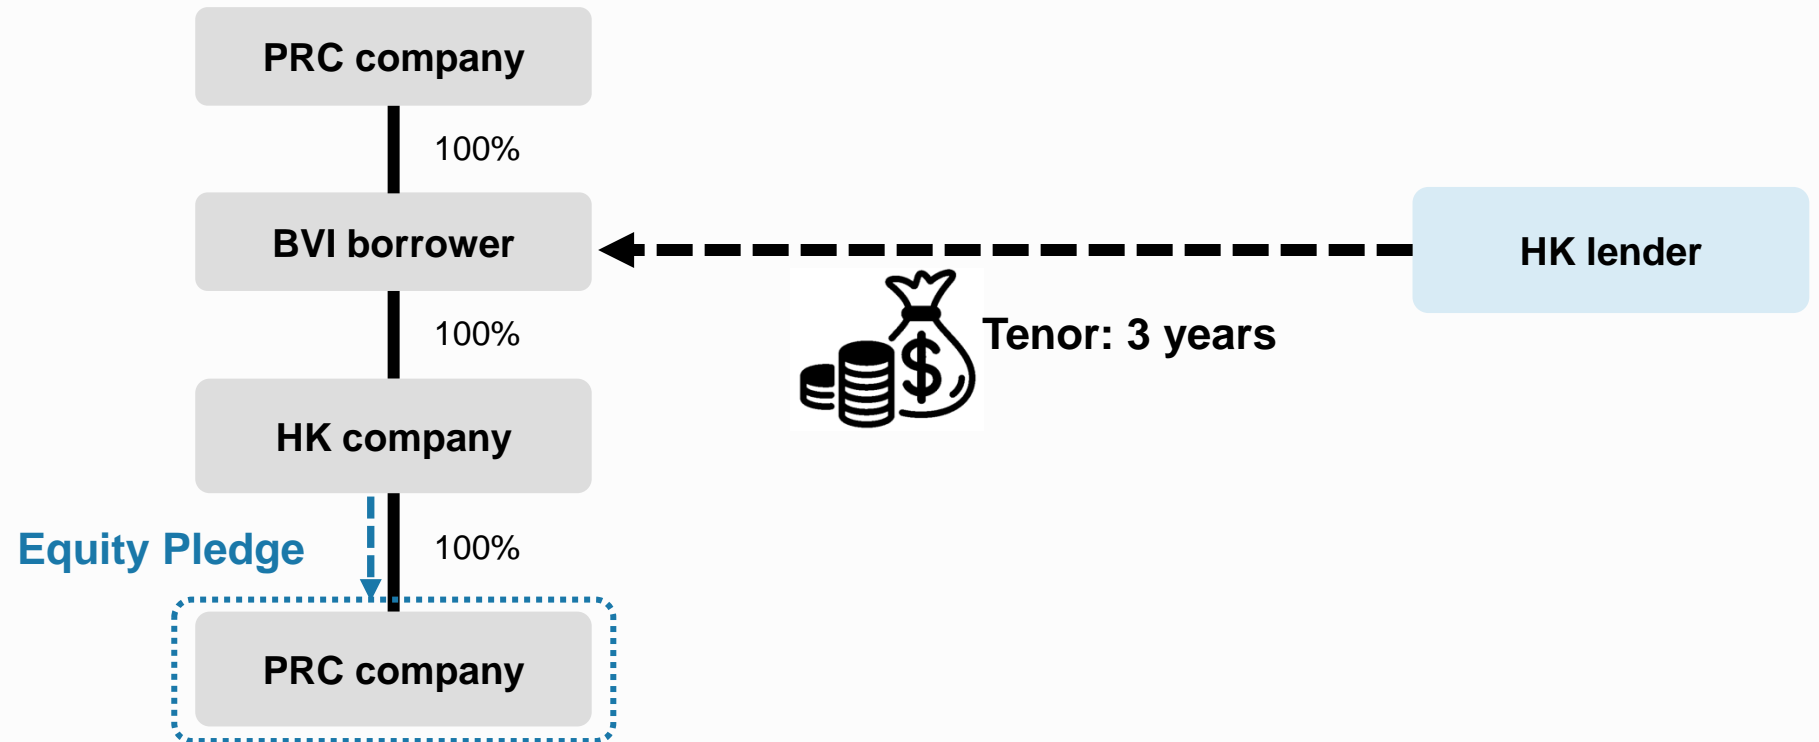 PRC company
100%
BVI borrower
HK lender
$
Tenor: 3 years
100%
HK company
Equity Pledge
100%
PRC company